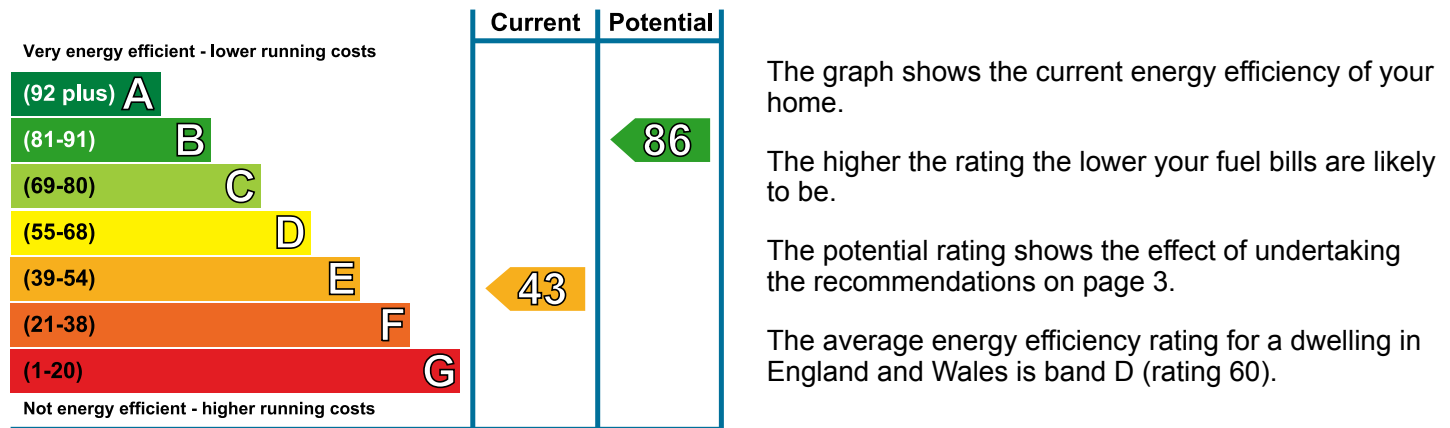 Current Potential
Very energy efficient - lower running costs
(92 plus) A
(81-91) B
86
(69-80) C
(55-68) D
(39-54) E
43
(21-38) F
(1-20) G
Not energy efficient - higher running costs
The graph shows the current energy efficiency of your
home.
The higher the rating the lower your fuel bills are likely
to be.
The potential rating shows the effect of undertaking
the recommendations on page 3.
The average energy efficiency rating for a dwelling in
England and Wales is band D (rating 60).